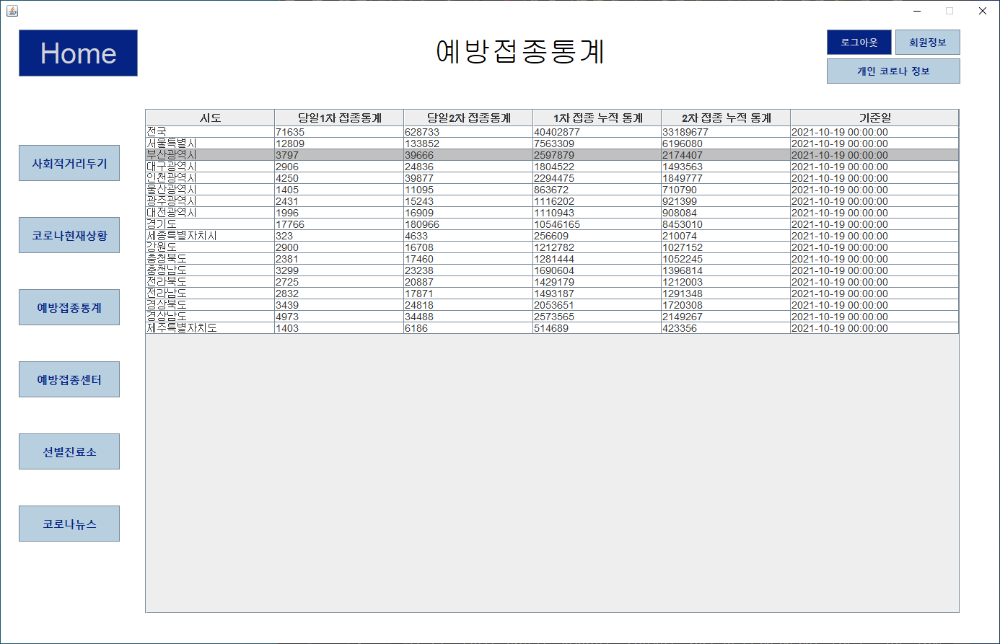 Home
예방접종통계
로그아웃 회원정보
개인 코로나 정보
사회적거리두기
코로나현재상황
예방접종통계
예방접종센터
선별진료소
코로나뉴스
시도 당일1차 접종통계 당일2차 접종통계 1차 접종 누적 통계 2차 접종 누적 통계 기준일
전국 71635 628733 40402877 33189677 2021-10-19 00:00:00
서울특별시 12809 133852 7563309 6196080 2021-10-19 00:00:00
부산광역시 3797 39666 2597879 2174407 2021-10-19 00:00:00
대구광역시 2906 24836 1804522 1493563 2021-10-19 00:00:00
인천광역시 4250 39877 2294475 1849777 2021-10-19 00:00:00
울산광역시 1405 11095 863672 710790 2021-10-19 00:00:00
광주광역시 2431 15243 1116202 921399 2021-10-19 00:00:00
대전광역시 1996 16909 1110943 908084 2021-10-19 00:00:00
경기도 17766 180966 10546165 8453010 2021-10-19 00:00:00
세종특별자치시 323 4633 256609 210074 2021-10-19 00:00:00
강원도 2900 16708 1212782 1027152 2021-10-19 00:00:00
충청북도 2381 17460 1281444 1052245 2021-10-19 00:00:00
충청남도 3299 23238 1690604 1396814 2021-10-19 00:00:00
전라북도 2725 20887 1429179 1212003 2021-10-19 00:00:00
전라남도 2832 17871 1493187 1291348 2021-10-19 00:00:00
경상북도 3439 24818 2053651 1720308 2021-10-19 00:00:00
경상남도 4973 34488 2573565 2149267 2021-10-19 00:00:00
제주특별자치도 1403 6186 514689 423356 2021-10-19 00:00:00